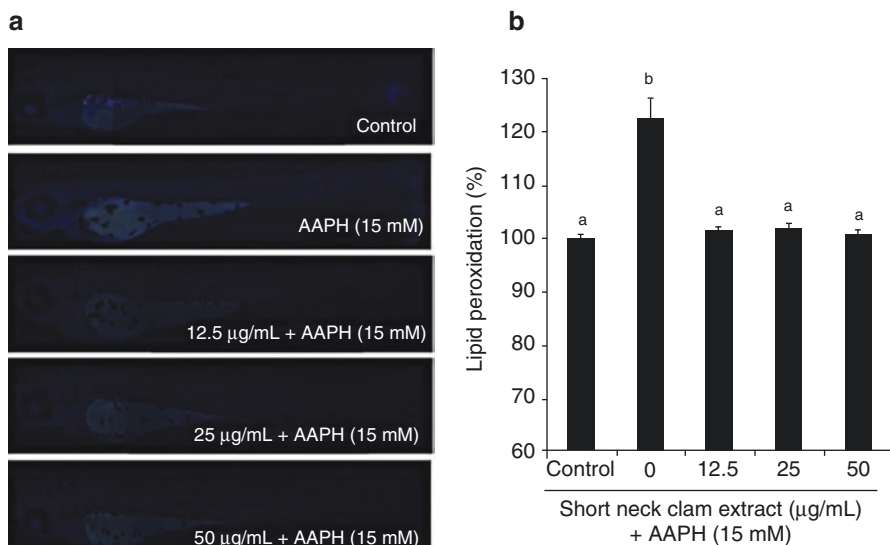 a
Control
AAPH (15 mM)
12.5 µg/mL + AAPH (15 mM)
25 µg/mL + AAPH (15 mM)
50 µg/mL + AAPH (15 mM)
b
Lipid peroxidation (%)
130
120
110
100
90
80
70
60
a
b
a
a
a
Control
0
12.5
25
50
Short neck clam extract (µg/mL)
+ AAPH (15 mM)